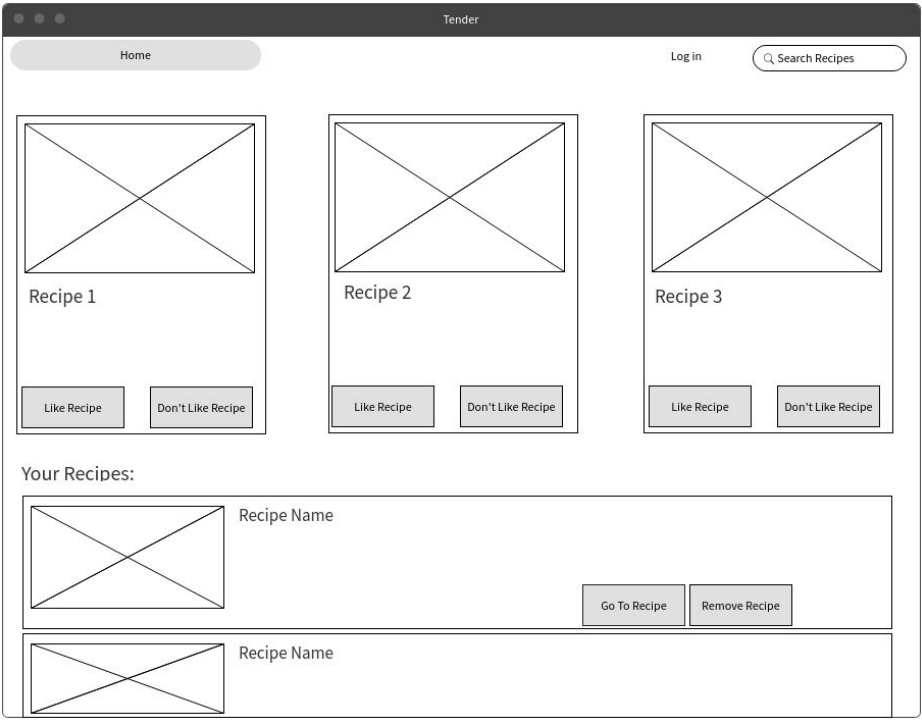 Tender
Home
Log in
Search Recipes
Recipe 1
Recipe 2
Recipe 3
Like Recipe
Don't Like Recipe
Like Recipe
Don't Like Recipe
Like Recipe
Don't Like Recipe
Your Recipes:
Recipe Name
Go To Recipe
Remove Recipe
Recipe Name